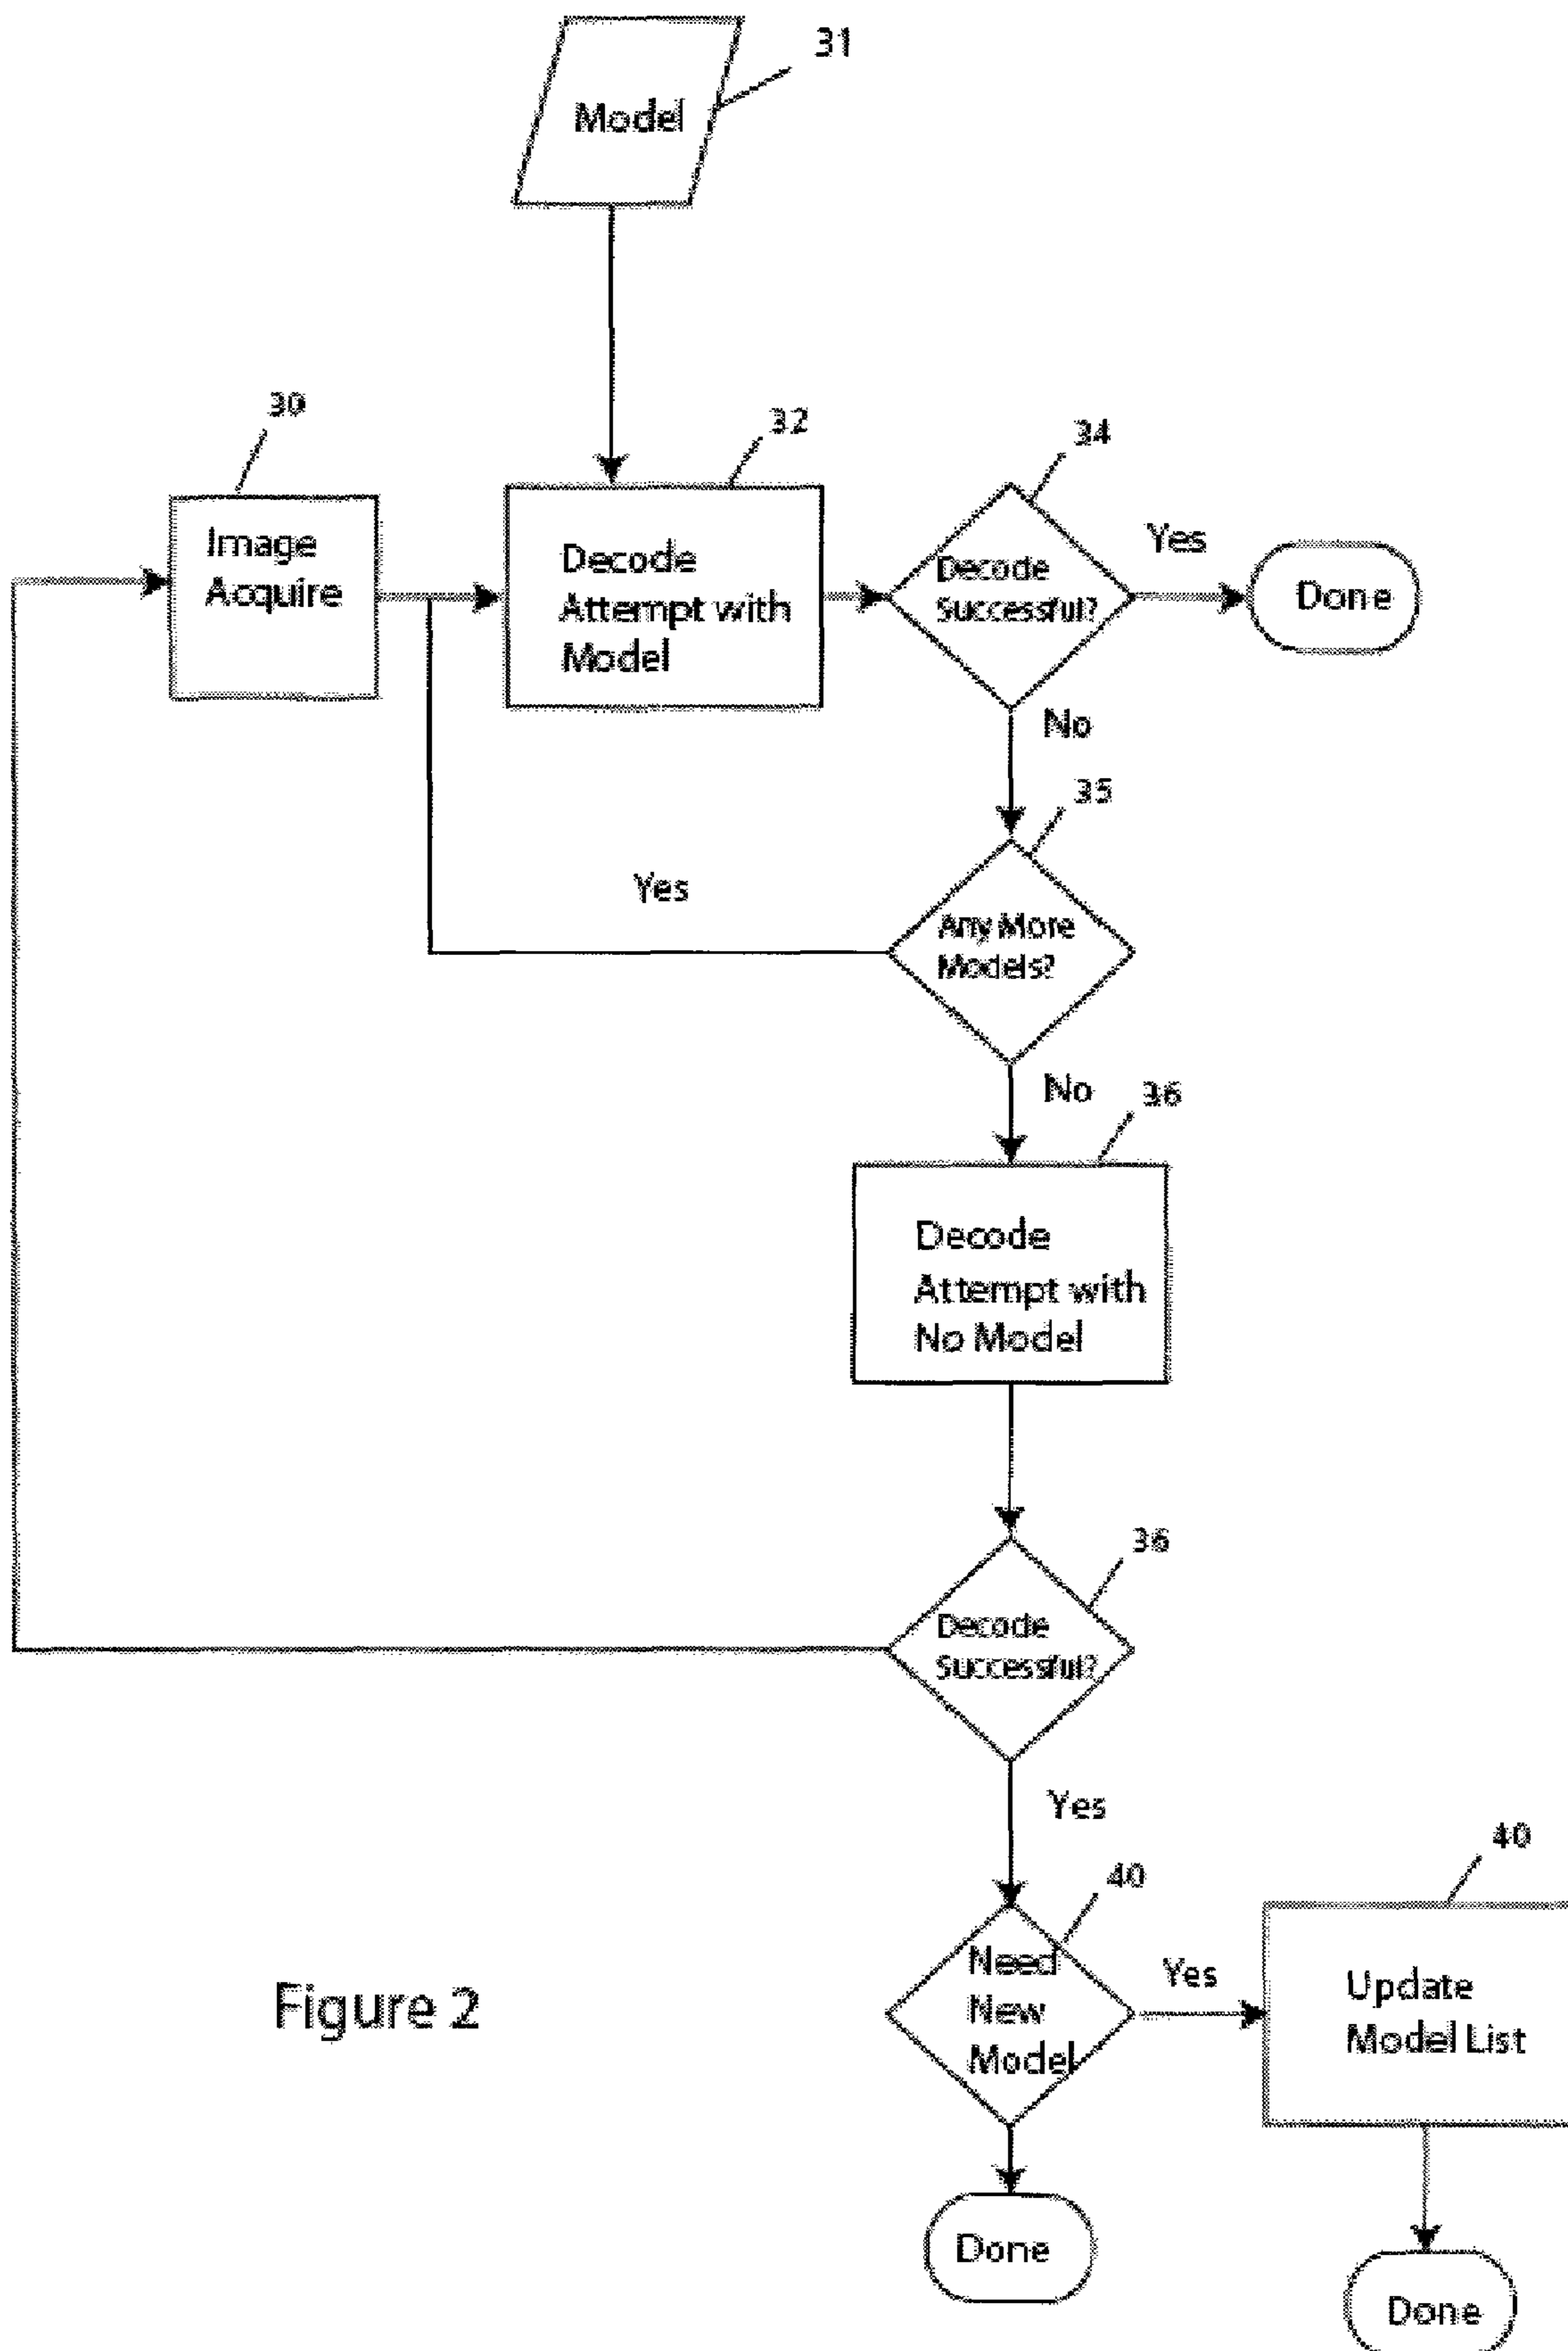 31
Model
30
32
34
Image
Acquire
Decode
Attempt with
Model
Decode
Successful?
Yes
Done
No
35
Yes
Any More
Models?
No
36
Decode
Attempt with
No Model
36
Decode
Successful?
Yes
40
40
Need
New
Model
Yes
Update
Model List
Figure 2
Done
Done